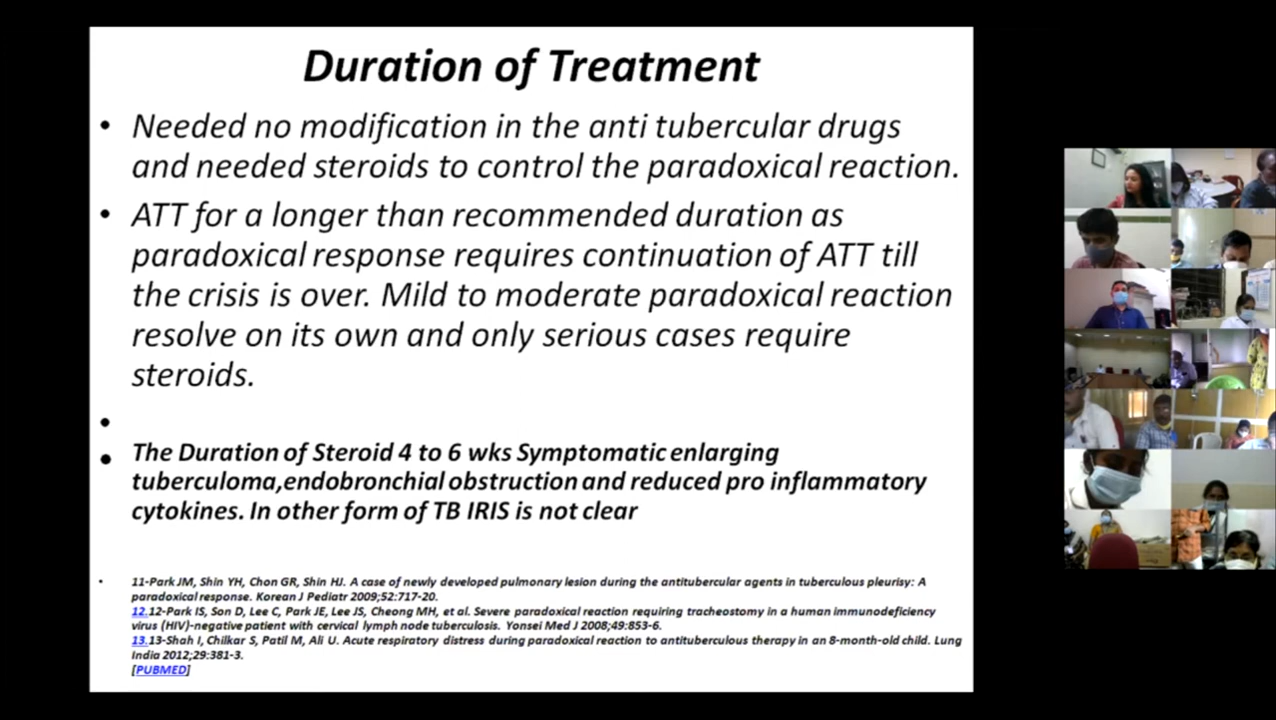 Duration of Treatment
• Needed no modification in the anti tubercular drugs
and needed steroids to control the paradoxical reaction.
• ATT for a longer than recommended duration as
paradoxical response requires continuation of ATT till
the crisis is over. Mild to moderate paradoxical reaction
resolve on its own and only serious cases require
steroids.
•
• The Duration of Steroid 4 to 6 wks Symptomatic enlarging
tuberculoma,endobronchial obstruction and reduced pro inflammatory
cytokines. In other form of TB IRIS is not clear
• 11-Park JM, Shin YH, Chon GR, Shin HJ. A case of newly developed pulmonary lesion during the antitubercular agents in tuberculous pleurisy: A
paradoxical response. Korean J Pediatr 2009;52:717-20.
12.12-Park IS, Son D, Lee C, Park JE, Lee JS, Cheong MH, et al. Severe paradoxical reaction requiring tracheostomy in a human immunodeficiency
virus (HIV)-negative patient with cervical lymph node tuberculosis. Yonsei Med J 2008;49:853-6.
13.13-Shah I, Chilkar S, Patil M, Ali U. Acute respiratory distress during paradoxical reaction to antituberculous therapy in an 8-month-old child. Lung
India 2012;29:381-3.
[PUBMED]